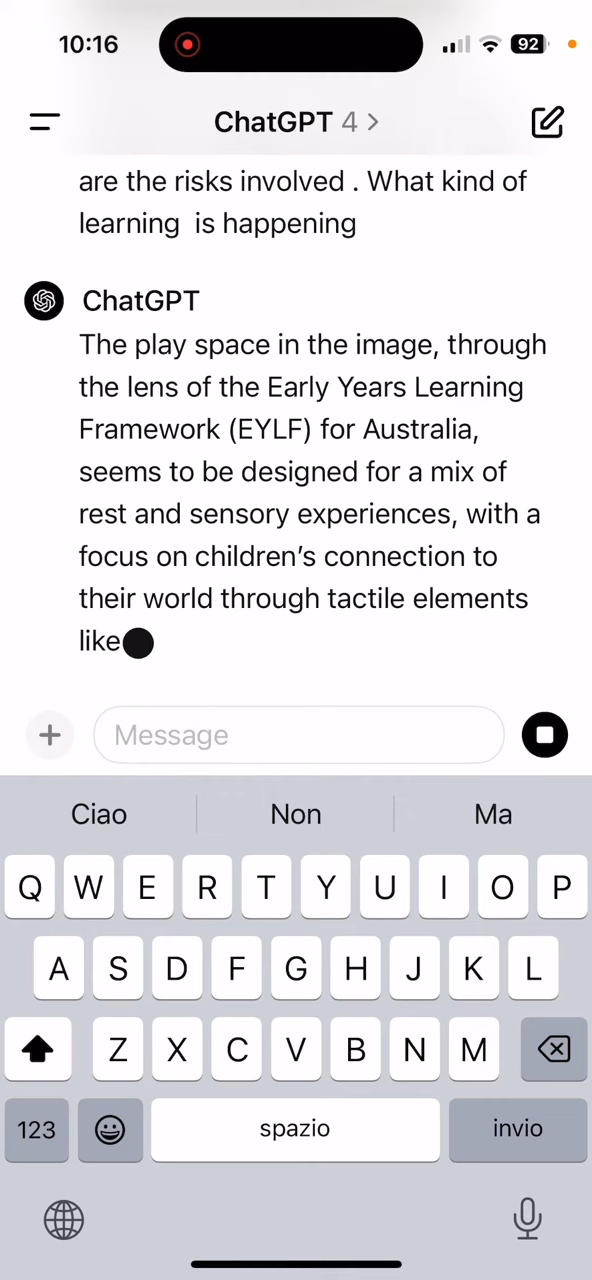 10:16
92
ChatGPT 4 >
are the risks involved . What kind of
learning  is happening
ChatGPT
The play space in the image, through
the lens of the Early Years Learning
Framework (EYLF) for Australia,
seems to be designed for a mix of
rest and sensory experiences, with a
focus on children’s connection to
their world through tactile elements
like
Message
Ciao Non Ma
Q W E R T Y U I O P
A S D F G H J K L
Z X C V B N M
123 spazio invio